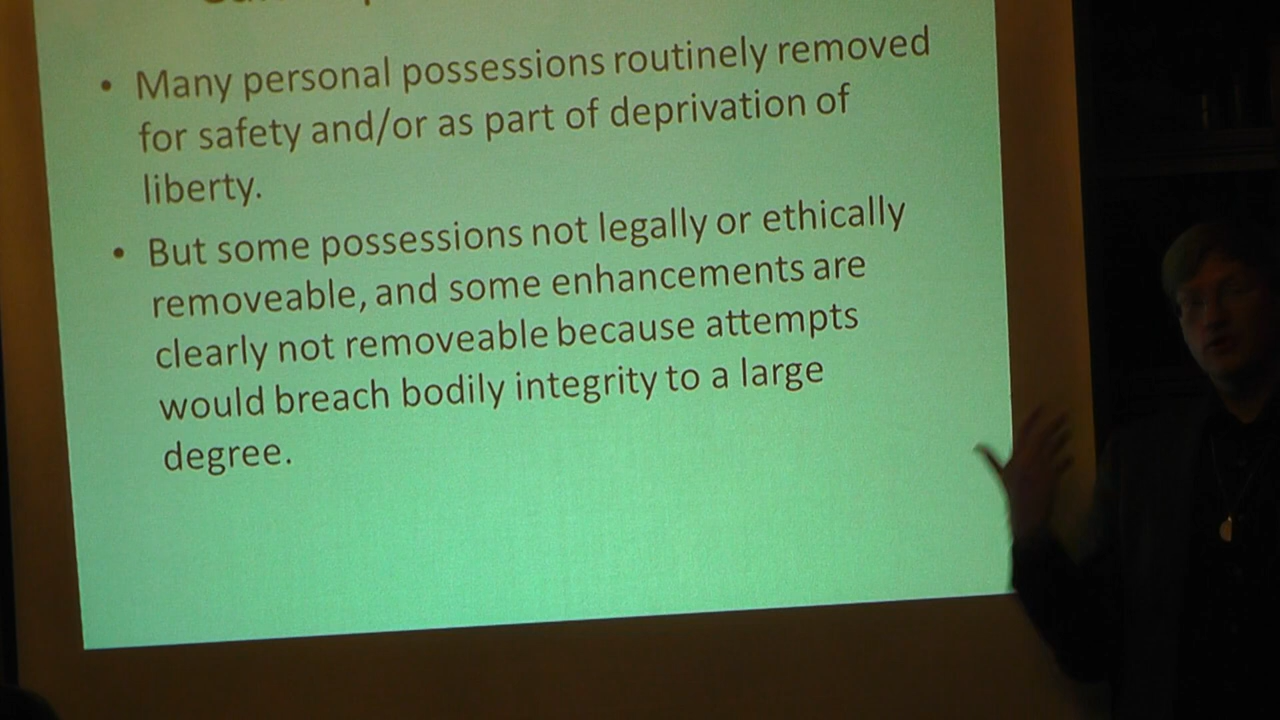 • Many personal possessions routinely removed
for safety and/or as part of deprivation of
liberty.
• But some possessions not legally or ethically
removeable, and some enhancements are
clearly not removeable because attempts
would breach bodily integrity to a large
degree.